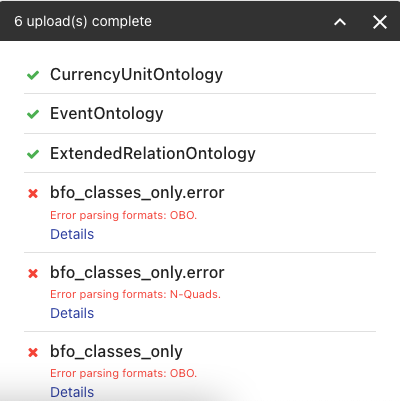 6 upload(s) complete
CurrencyUnitOntology
EventOntology
ExtendedRelationOntology
bfo_classes_only.error
Error parsing formats: OBO.
Details
bfo_classes_only.error
Error parsing formats: N-Quads.
Details
bfo_classes_only
Error parsing formats: OBO.
Details